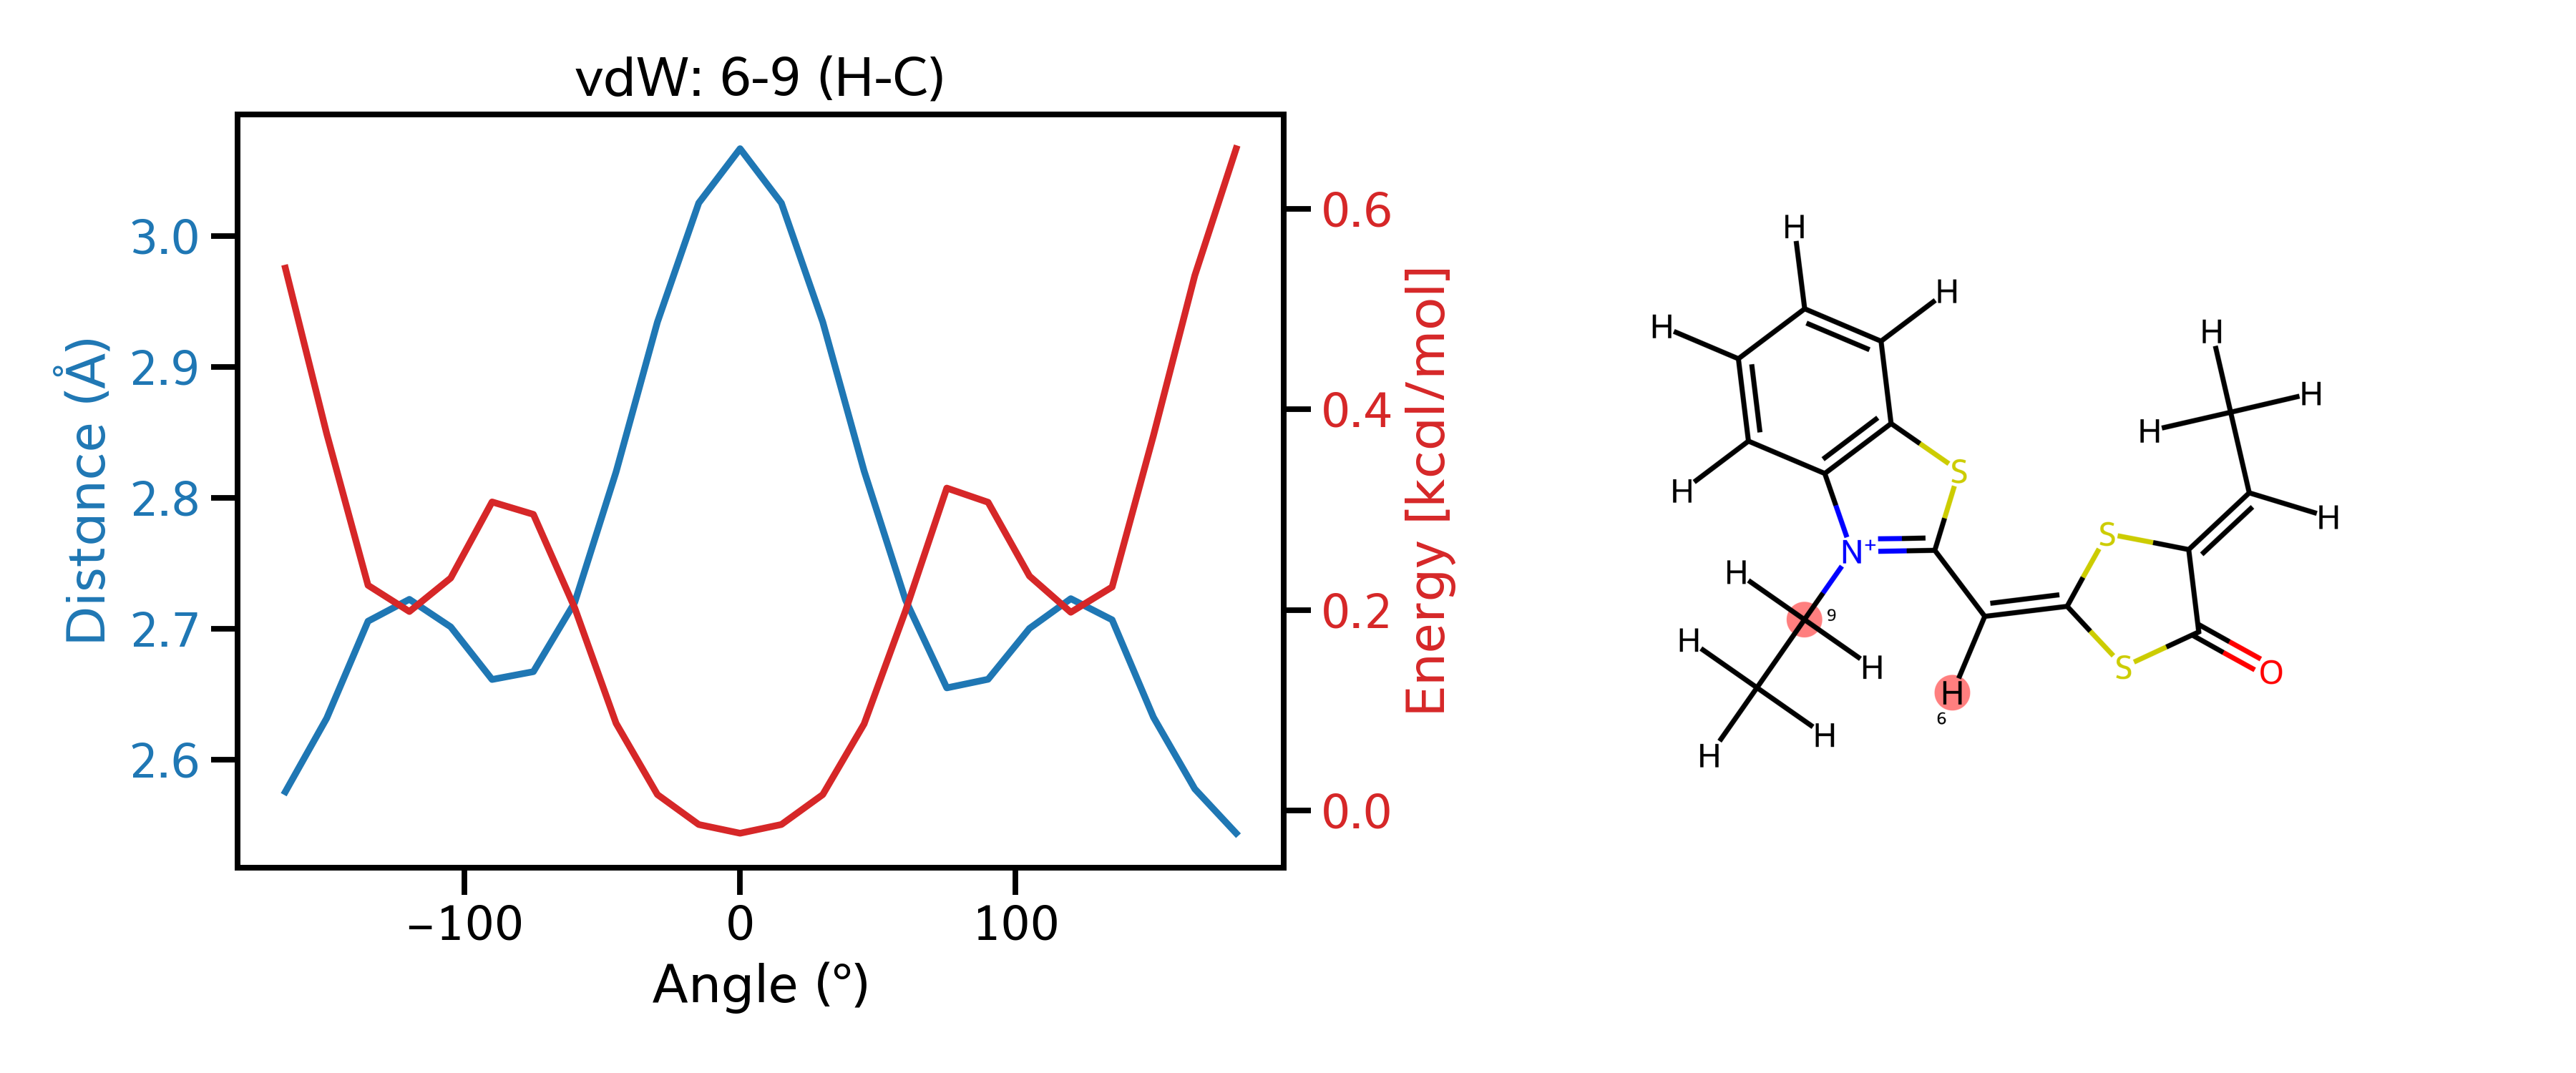 vdW: 6-9 (H-C)
Distance (Å)
3.0
2.9
2.8
2.7
2.6
0.6
0.4
0.2
0.0
Energy [kcal/mol]
−100 0 100
Angle (°)
H
H
H
H
H
H
H
S
H
S
H
N⁺
H
H
9
H
H
S
O
H
6
H
H